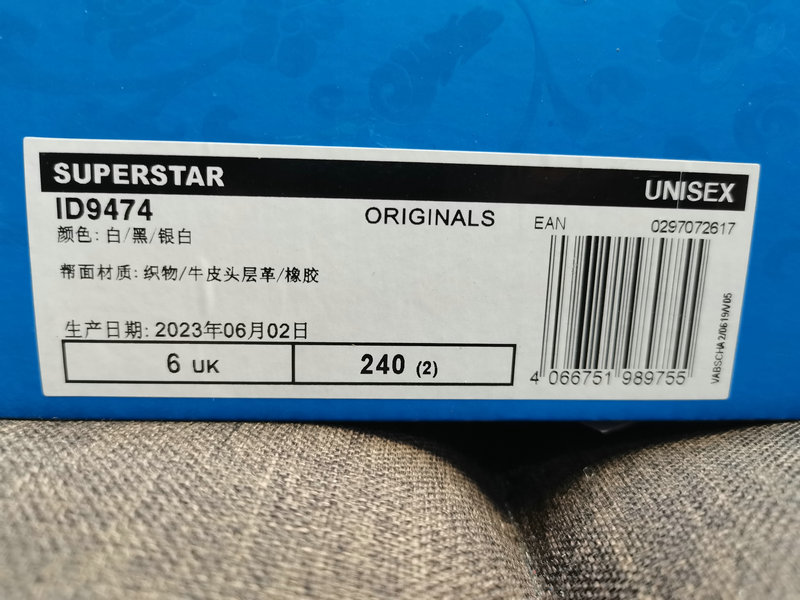 SUPERSTAR
UNISEX
ID9474
ORIGINALS
颜色: 白/黑/银白
帮面材质: 织物/牛皮头层革/橡胶
生产日期: 2023年06月02日
6 UK
240 (2)
EAN 0297072617
4 066751 989755
VABSCHA 2/0619/V05